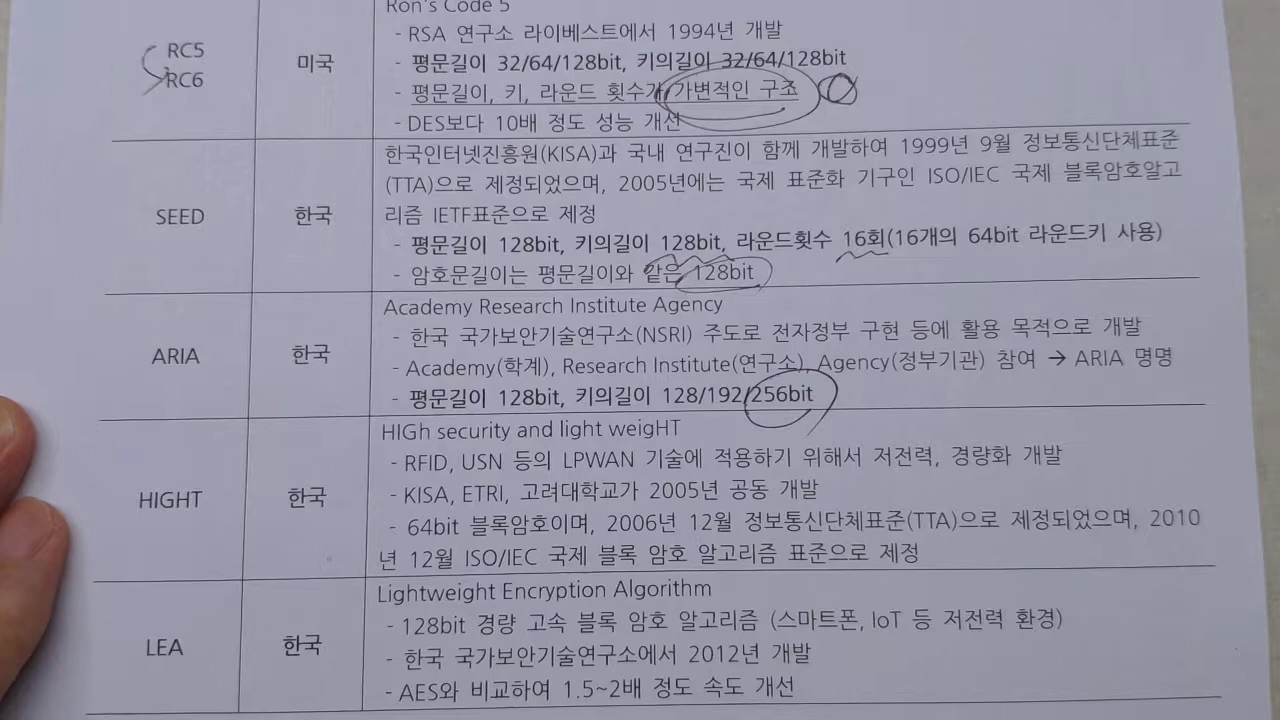 Ron's Code 5
RC5
RC6
미국
- RSA 연구소 라이베스트에서 1994년 개발
- 평문길이 32/64/128bit, 키의길이 32/64/128bit
- 평문길이, 키, 라운드 횟수가 가변적인 구조
- DES보다 10배 정도 성능 개선
SEED
한국
한국인터넷진흥원(KISA)과 국내 연구진이 함께 개발하여 1999년 9월 정보통신단체표준
(TTA)으로 제정되었으며, 2005년에는 국제 표준화 기구인 ISO/IEC 국제 블록암호알고
리즘 IETF표준으로 제정
- 평문길이 128bit, 키의길이 128bit, 라운드횟수 16회(16개의 64bit 라운드키 사용)
- 암호문길이는 평문길이와 같은 128bit
ARIA
한국
Academy Research Institute Agency
- 한국 국가보안기술연구소(NSRI) 주도로 전자정부 구현 등에 활용 목적으로 개발
- Academy(학계), Research Institute(연구소), Agency(정부기관) 참여 → ARIA 명명
- 평문길이 128bit, 키의길이 128/192/256bit
HIGHT
한국
HIGh security and light weigHT
- RFID, USN 등의 LPWAN 기술에 적용하기 위해서 저전력, 경량화 개발
- KISA, ETRI, 고려대학교가 2005년 공동 개발
- 64bit 블록암호이며, 2006년 12월 정보통신단체표준(TTA)으로 제정되었으며, 2010
년 12월 ISO/IEC 국제 블록 암호 알고리즘 표준으로 제정
LEA
한국
Lightweight Encryption Algorithm
- 128bit 경량 고속 블록 암호 알고리즘 (스마트폰, IoT 등 저전력 환경)
- 한국 국가보안기술연구소에서 2012년 개발
- AES와 비교하여 1.5~2배 정도 속도 개선